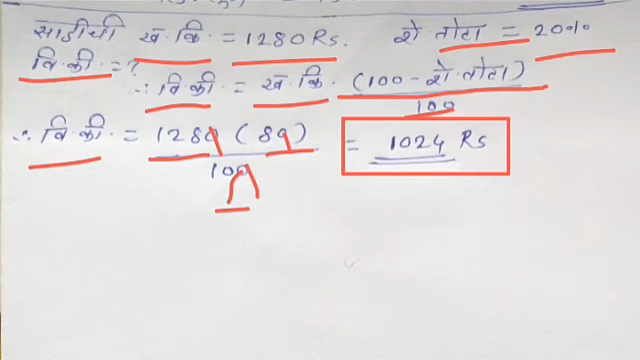 साडीची ख. कि = 1280 Rs. शे. तोटा = 20%
वि. की. = ?
∴ वि. की = ख. कि. (100 - शे. तोटा) / 100
∴ वि. की. = 1280 (80) / 100 = 1024 Rs